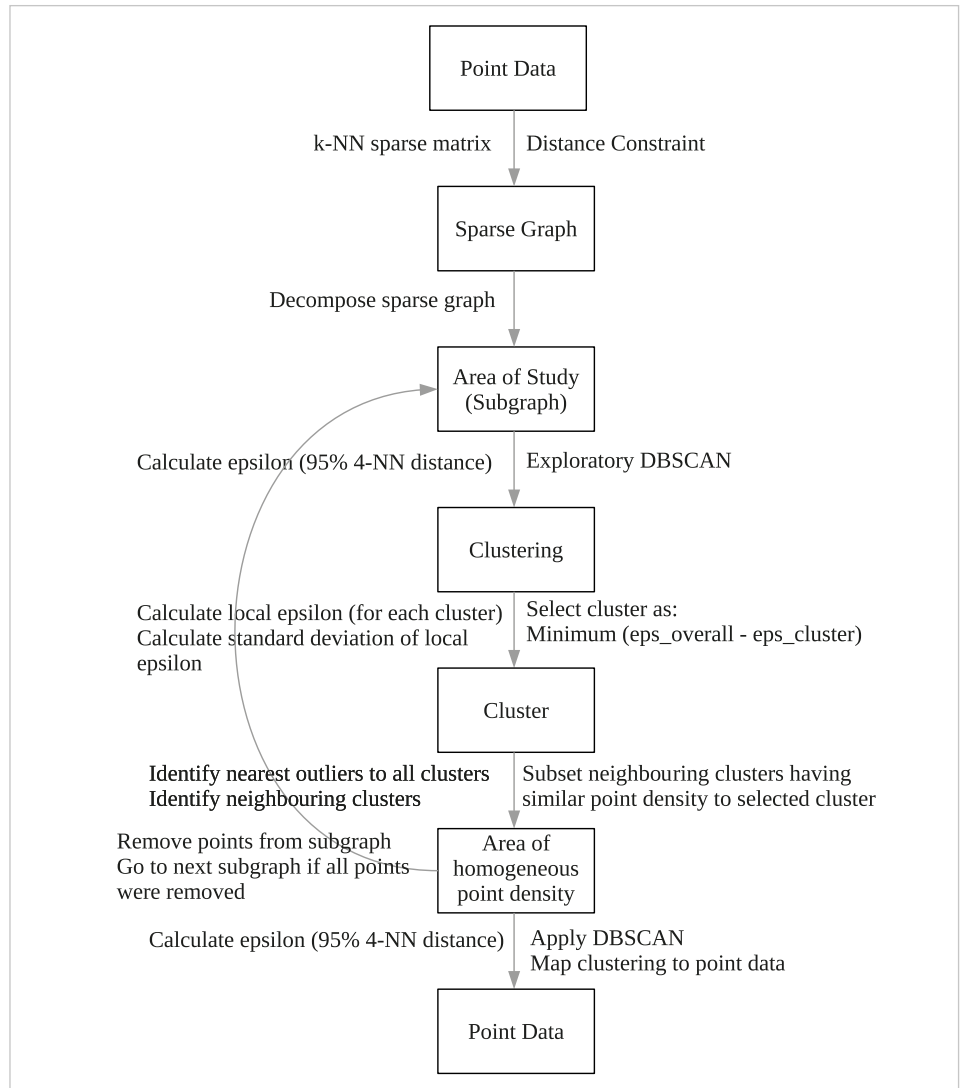 Point Data
k-NN sparse matrix
Distance Constraint
Sparse Graph
Decompose sparse graph
Area of Study
(Subgraph)
Calculate epsilon (95% 4-NN distance)
Exploratory DBSCAN
Clustering
Calculate local epsilon (for each cluster)
Calculate standard deviation of local
epsilon
Select cluster as:
Minimum (eps_overall - eps_cluster)
Cluster
Identify nearest outliers to all clusters
Identify neighbouring clusters
Subset neighbouring clusters having
similar point density to selected cluster
Remove points from subgraph
Go to next subgraph if all points
were removed
Area of
homogeneous
point density
Calculate epsilon (95% 4-NN distance)
Apply DBSCAN
Map clustering to point data
Point Data